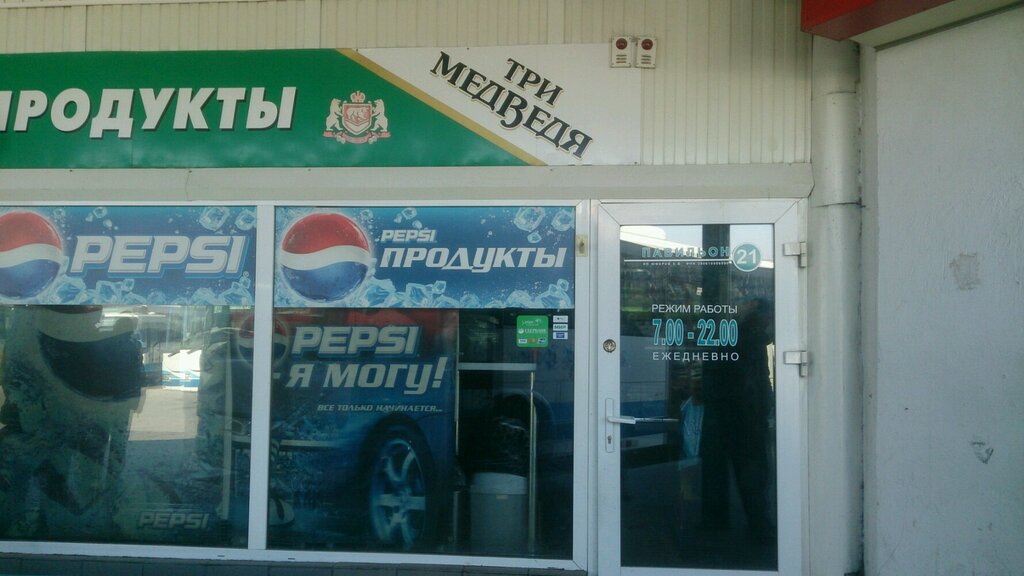 ПРОДУКТЫ
ТРИ
МЕДВЕДЯ
PEPSI
PEPSI
ПРОДУКТЫ
ПАВИЛЬОН 21
РЕЖИМ РАБОТЫ
7.00 - 22.00
ЕЖЕДНЕВНО
PEPSI
- Я МОГУ!
ВСЕ ТОЛЬКО НАЧИНАЕТСЯ...
PEPSI